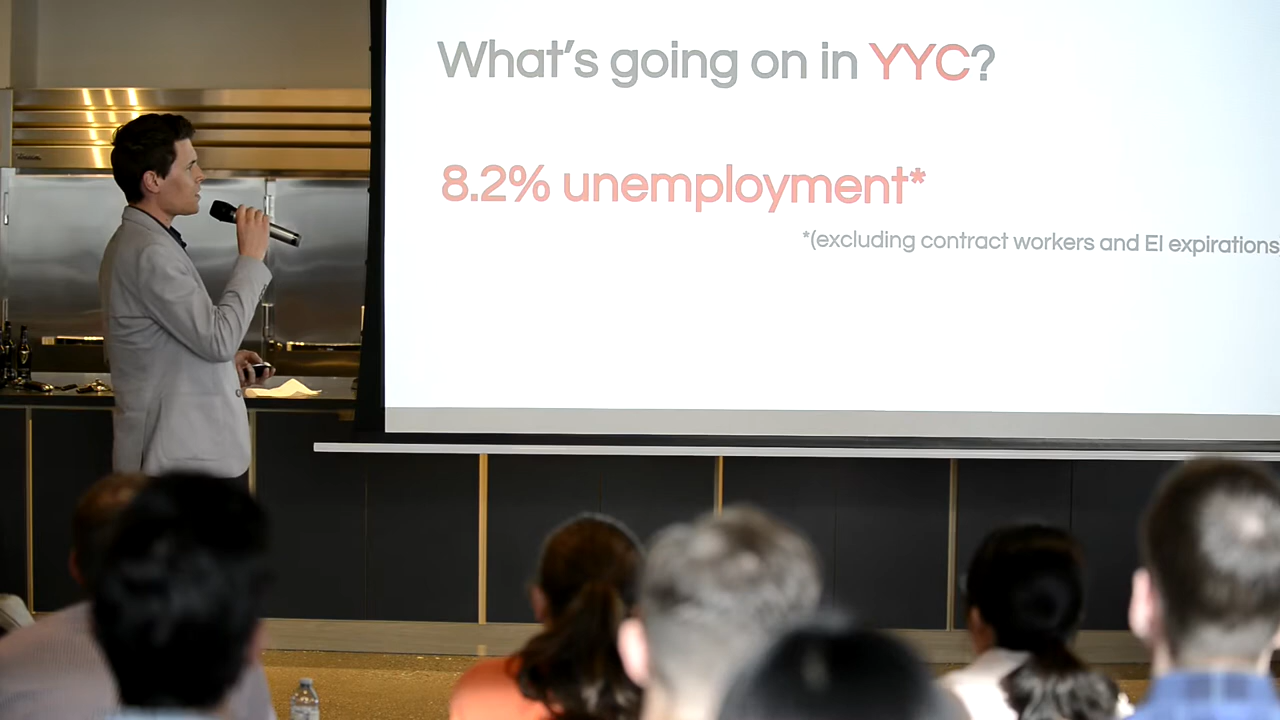 What's going on in YYC?
8.2% unemployment*
*(excluding contract workers and EI expirations)